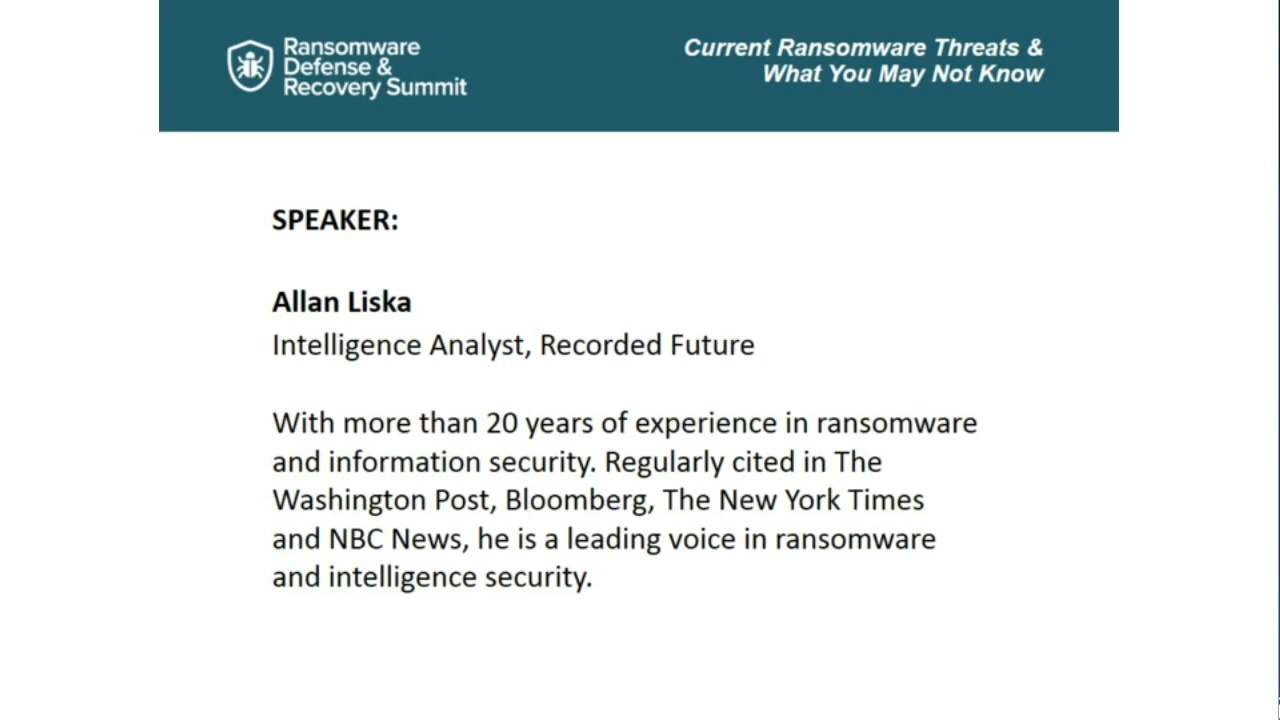 Ransomware
Defense &
Recovery Summit
Current Ransomware Threats &
What You May Not Know
SPEAKER:
Allan Liska
Intelligence Analyst, Recorded Future
With more than 20 years of experience in ransomware
and information security. Regularly cited in The
Washington Post, Bloomberg, The New York Times
and NBC News, he is a leading voice in ransomware
and intelligence security.